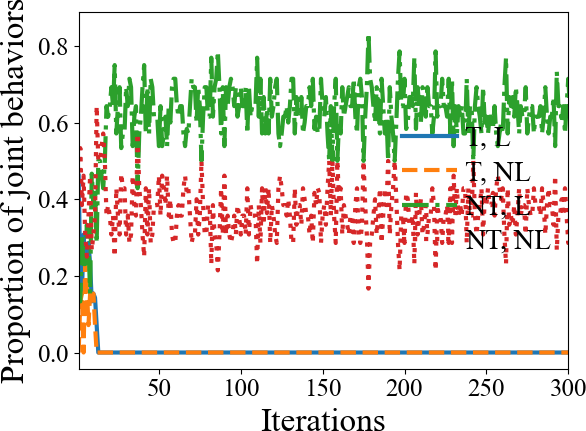 Proportion of joint behaviors
0.8
0.6
0.4
0.2
0.0
T, L
T, NL
NT, L
NT, NL
50
100
150
200
250
300
Iterations